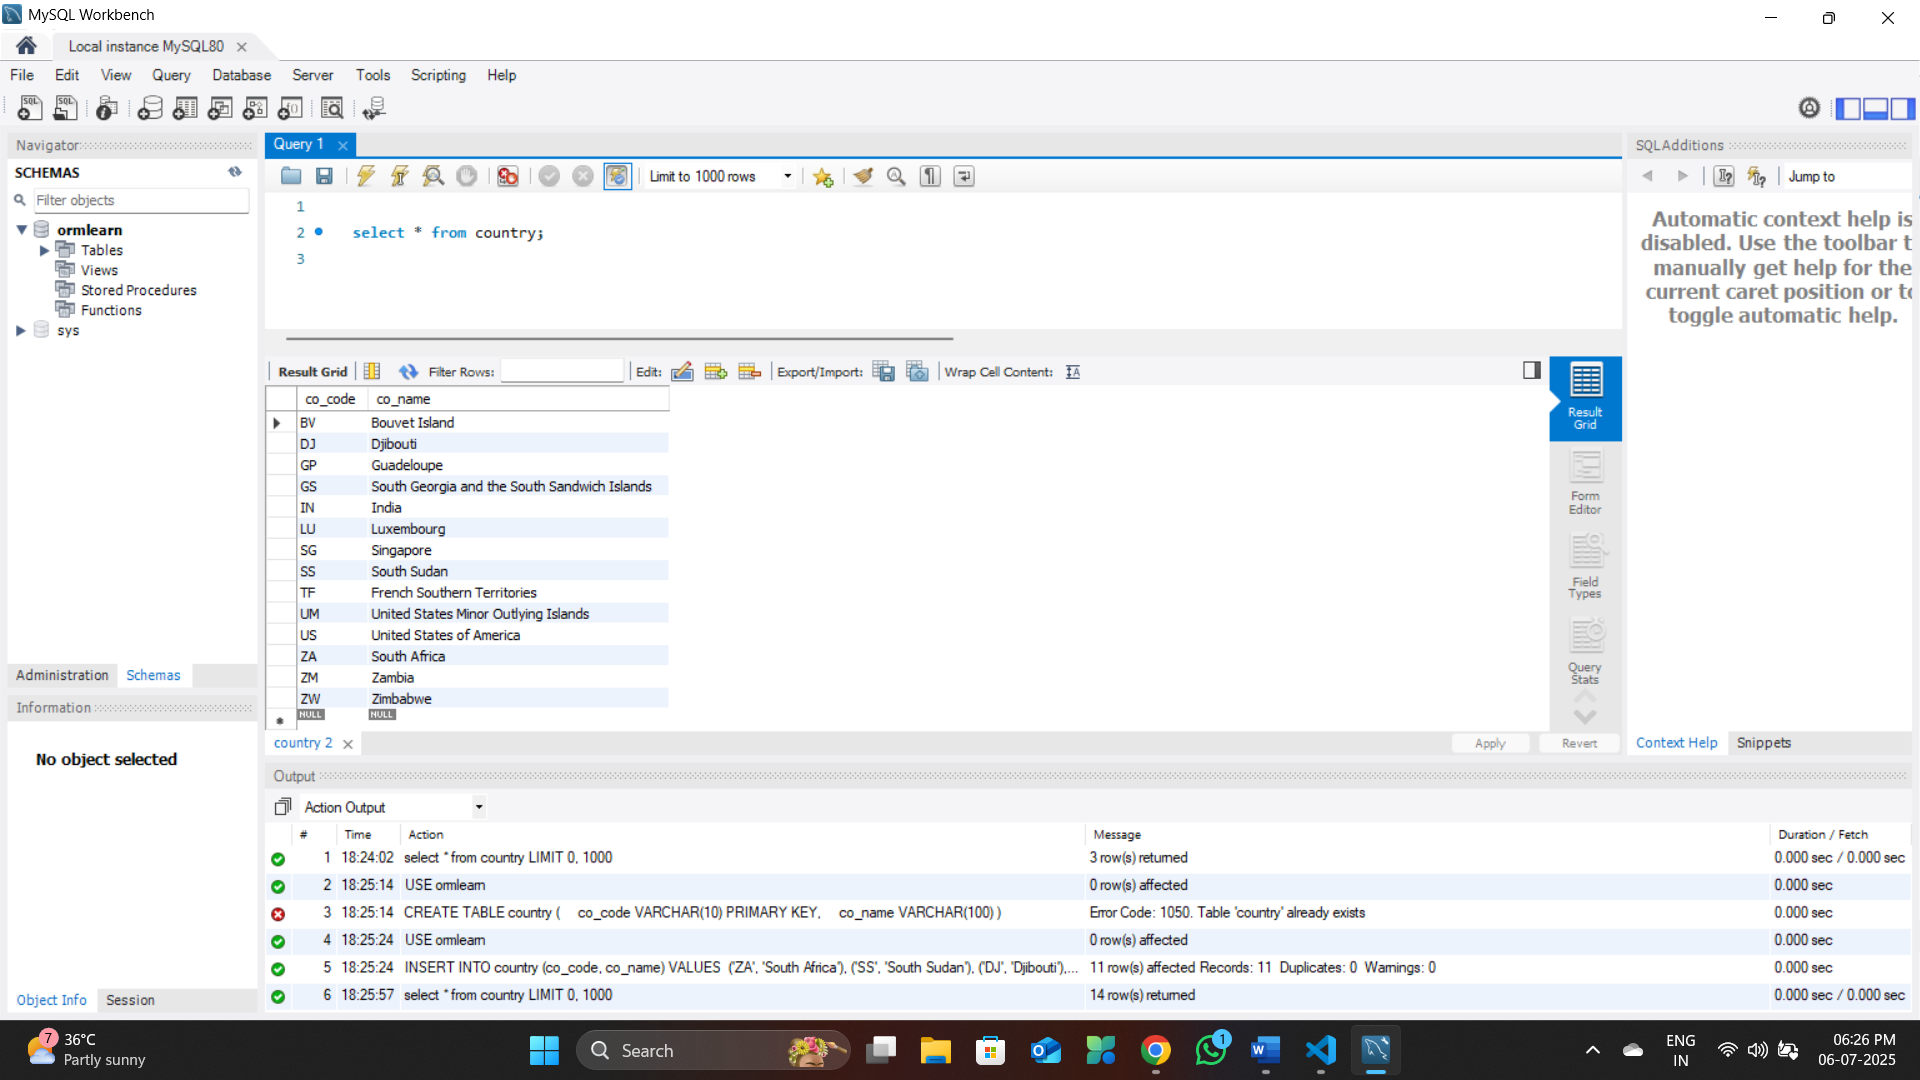 MySQL Workbench
Local instance MySQL80
File Edit View Query Database Server Tools Scripting Help
Navigator
SCHEMAS
Filter objects
ormlearn
Tables
Views
Stored Procedures
Functions
sys
Administration Schemas
Information
No object selected
Object Info Session
Query 1
Limit to 1000 rows
1
2 select * from country;
3
Result Grid Filter Rows: Edit: Export/Import: Wrap Cell Content:
co_code co_name
BV Bouvet Island
DJ Djibouti
GP Guadeloupe
GS South Georgia and the South Sandwich Islands
IN India
LU Luxembourg
SG Singapore
SS South Sudan
TF French Southern Territories
UM United States Minor Outlying Islands
US United States of America
ZA South Africa
ZM Zambia
ZW Zimbabwe
NULL NULL
Result
Grid
Form
Editor
Field
Types
Query
Stats
country 2
Apply Revert
SQLAdditions
Jump to
Automatic context help is
disabled. Use the toolbar t
manually get help for the
current caret position or to
toggle automatic help.
Context Help Snippets
Output
Action Output
# Time Action Message Duration / Fetch
1 18:24:02 select * from country LIMIT 0, 1000 3 row(s) returned 0.000 sec / 0.000 sec
2 18:25:14 USE ormlearn 0 row(s) affected 0.000 sec
3 18:25:14 CREATE TABLE country ( co_code VARCHAR(10) PRIMARY KEY, co_name VARCHAR(100) ) Error Code: 1050. Table 'country' already exists 0.000 sec
4 18:25:24 USE ormlearn 0 row(s) affected 0.000 sec
5 18:25:24 INSERT INTO country (co_code, co_name) VALUES ('ZA', 'South Africa'), ('SS', 'South Sudan'), ('DJ', 'Djibouti'),... 11 row(s) affected Records: 11 Duplicates: 0 Warnings: 0 0.000 sec
6 18:25:57 select * from country LIMIT 0, 1000 14 row(s) returned 0.000 sec / 0.000 sec
7
36°C
Partly sunny
Search
1
ENG
IN
06:26 PM
06-07-2025